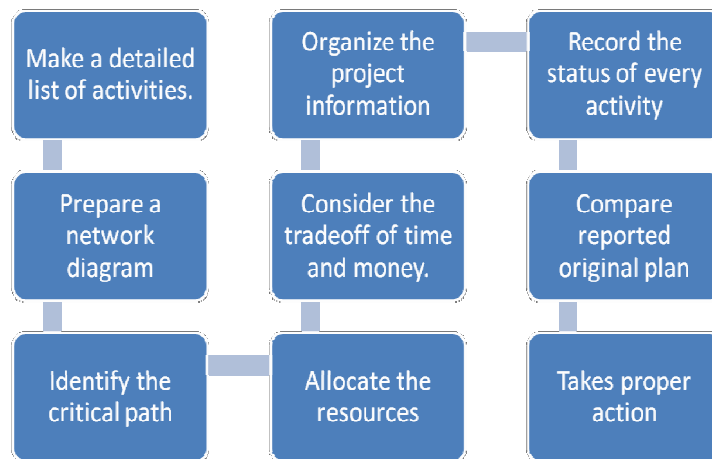 Make a detailed
list of activities.
Prepare a
network
diagram
Identify the
critical path
Allocate the
resources
Consider the
tradeoff of time
and money.
Organize the
project
information
Record the
status of every
activity
Compare
reported
original plan
Takes proper
action